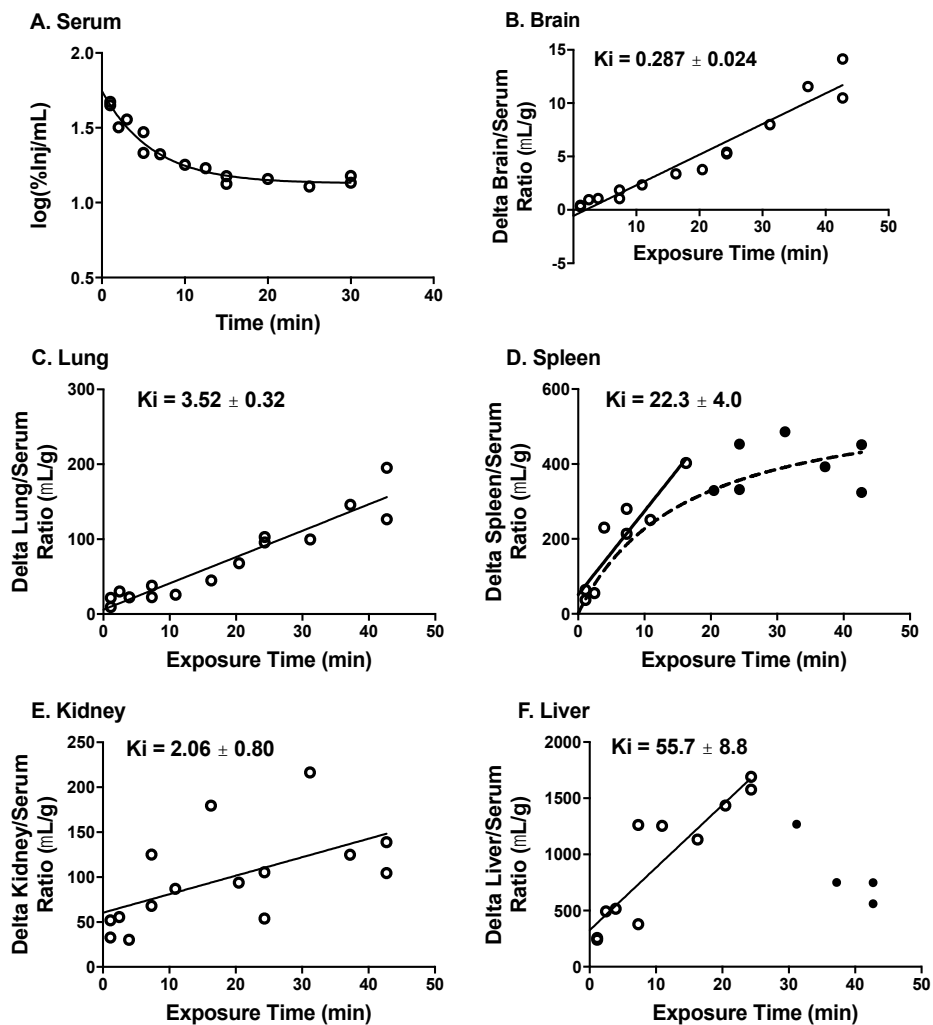 A. Serum
2.0
1.5
1.0
0.5
log(%Inj/mL)
0
10
20
30
40
Time (min)
B. Brain
Ki = 0.287 ± 0.024
15
10
5
0
-5
Delta Brain/Serum
Ratio (mL/g)
10
20
30
40
50
Exposure Time (min)
C. Lung
Ki = 3.52 ± 0.32
300
200
100
0
Delta Lung/Serum
Ratio (mL/g)
0
10
20
30
40
50
Exposure Time (min)
D. Spleen
Ki = 22.3 ± 4.0
600
400
200
0
Delta Spleen/Serum
Ratio (mL/g)
0
10
20
30
40
50
Exposure Time (min)
E. Kidney
Ki = 2.06 ± 0.80
250
200
150
100
50
0
Delta Kidney/Serum
Ratio (mL/g)
0
10
20
30
40
50
Exposure Time (min)
F. Liver
Ki = 55.7 ± 8.8
2000
1500
1000
500
0
Delta Liver/Serum
Ratio (mL/g)
0
10
20
30
40
50
Exposure Time (min)